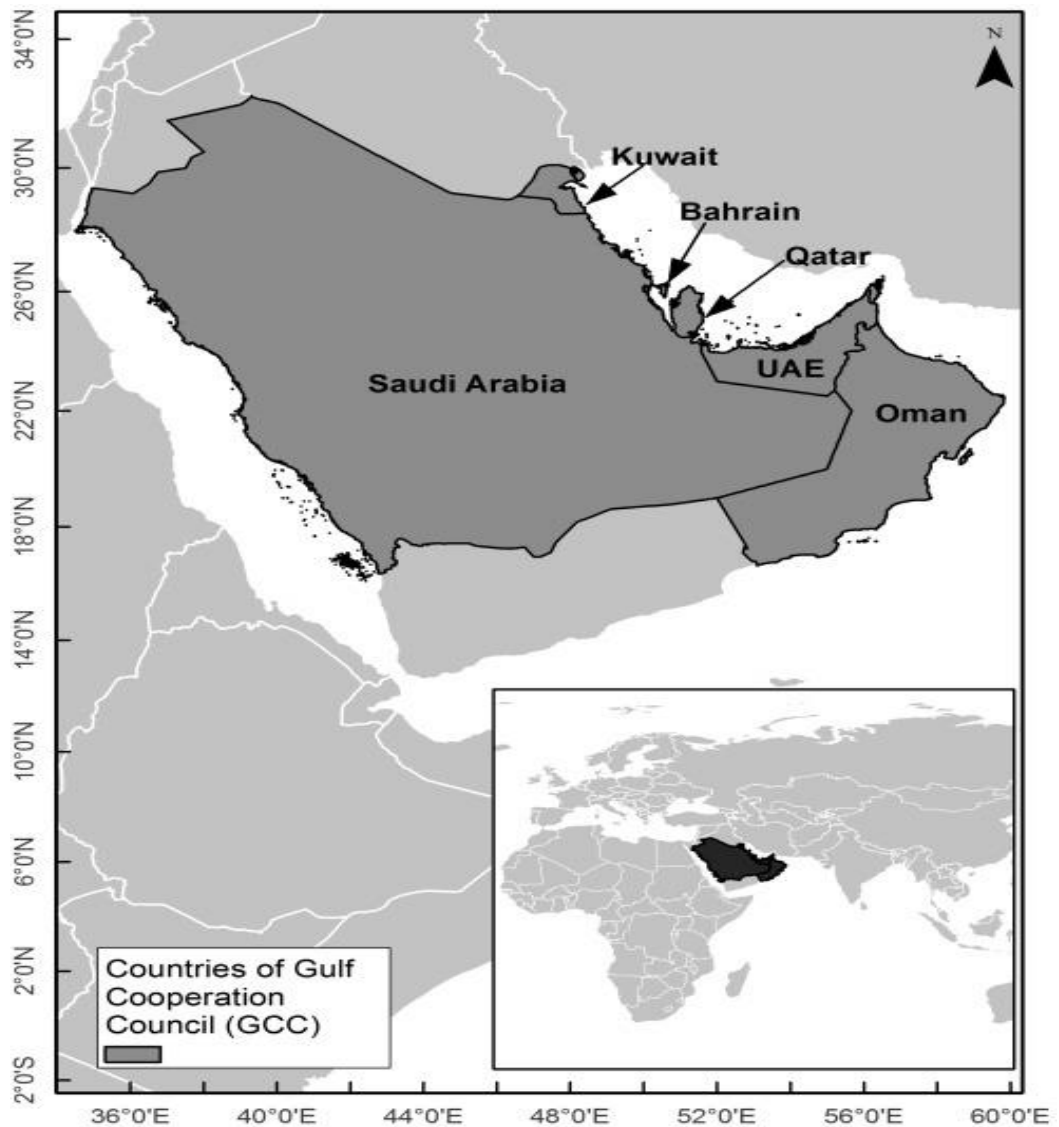 N
34°0'N
30°0'N
26°0'N
22°0'N
18°0'N
14°0'N
10°0'N
6°0'N
2°0'N
2°0'S
Kuwait
Bahrain
Qatar
UAE
Saudi Arabia
Oman
Countries of Gulf
Cooperation
Council (GCC)
36°0'E
40°0'E
44°0'E
48°0'E
52°0'E
56°0'E
60°0'E